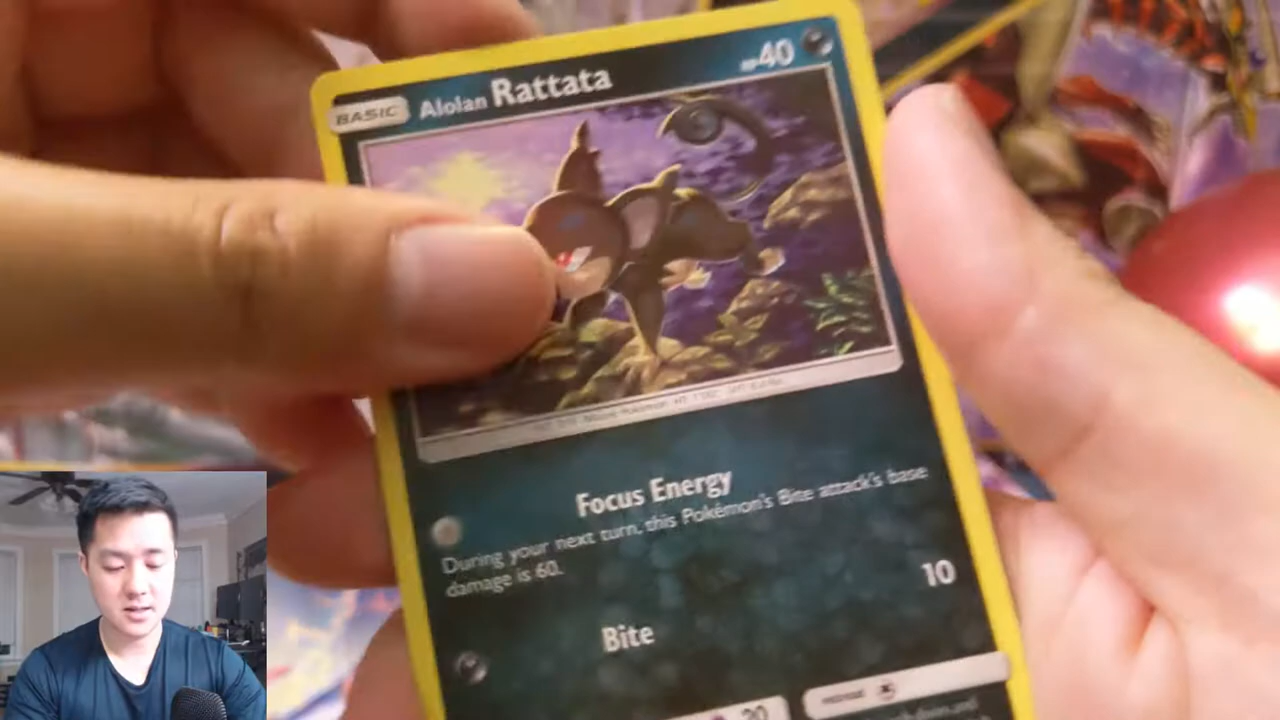 BASIC Alolan Rattata HP40
Focus Energy
During your next turn, this Pokémon's Bite attack's base
damage is 60.
Bite 10
20